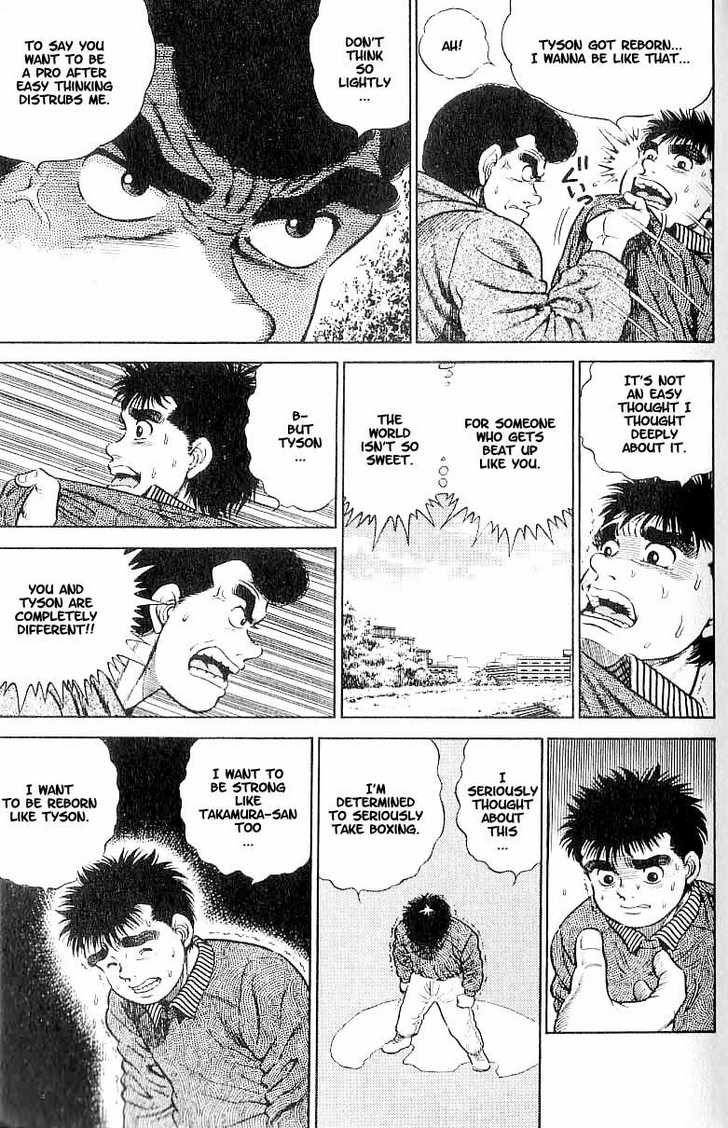 TYSON GOT REBORN...
I WANNA BE LIKE THAT...
AH!
DON'T
THINK
SO
LIGHTLY
...
TO SAY YOU
WANT TO BE
A PRO AFTER
EASY THINKING
DISTRUBS ME.
ぐいっ
IT'S NOT
AN EASY
THOUGHT I
THOUGHT
DEEPLY
ABOUT IT.
FOR SOMEONE
WHO GETS
BEAT UP
LIKE YOU.
THE
WORLD
ISN'T SO
SWEET.
B-
BUT
TYSON
...
YOU AND
TYSON ARE
COMPLETELY
DIFFERENT!!
I
SERIOUSLY
THOUGHT
ABOUT
THIS
...
I'M
DETERMINED
TO SERIOUSLY
TAKE BOXING.
I WANT TO
BE STRONG
LIKE
TAKAMURA-SAN
TOO
...
I WANT
TO BE REBORN
LIKE TYSON.